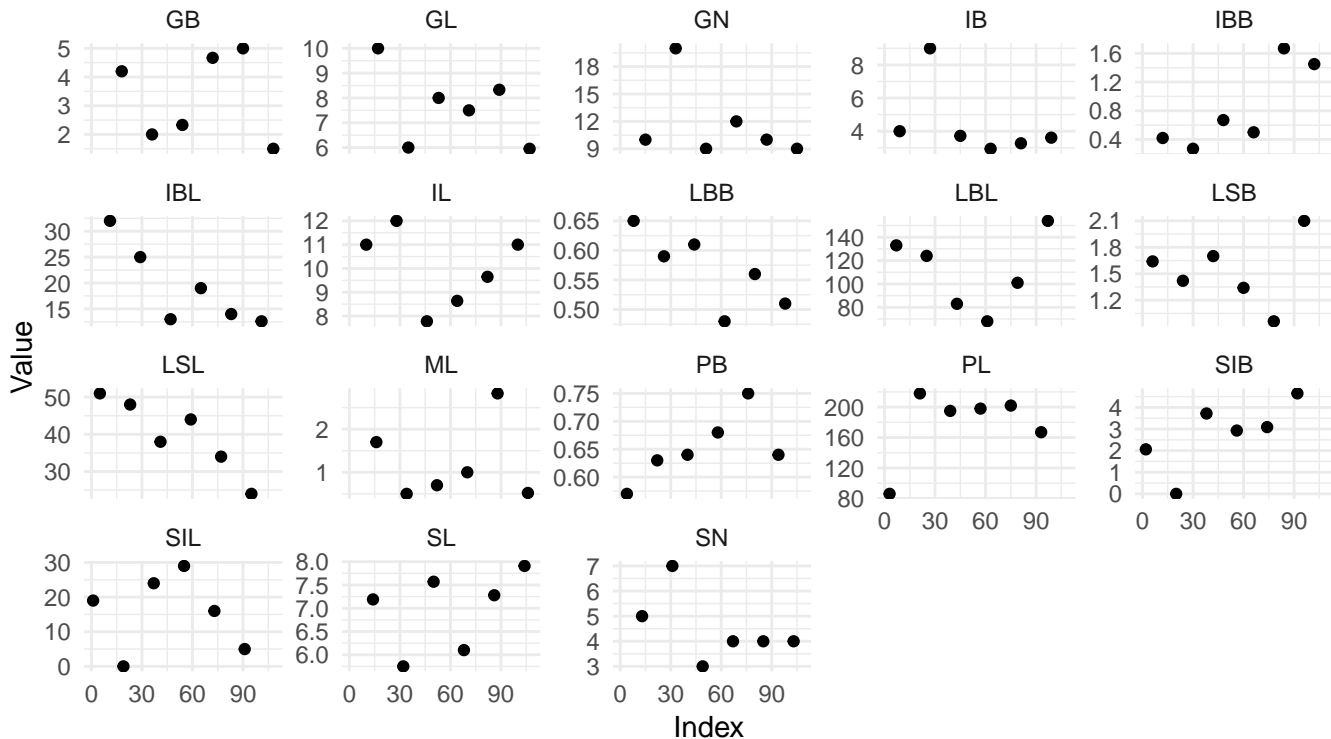 GB GL GN IB IBB
5 4 3 2
10 9 8 7 6
18 15 12 9
8 6 4
1.6 1.2 0.8 0.4
IBL IL LBB LBL LSB
30 25 20 15
12 11 10 9 8
0.65 0.60 0.55 0.50
140 120 100 80
2.1 1.8 1.5 1.2
Value
LSL ML PB PL SIB
50 40 30
2 1
0.75 0.70 0.65 0.60
200 160 120 80
4 3 2 1 0
0 30 60 90
0 30 60 90
SIL SL SN
30 20 10 0
8.0 7.5 7.0 6.5 6.0
7 6 5 4 3
0 30 60 90
0 30 60 90
0 30 60 90
Index